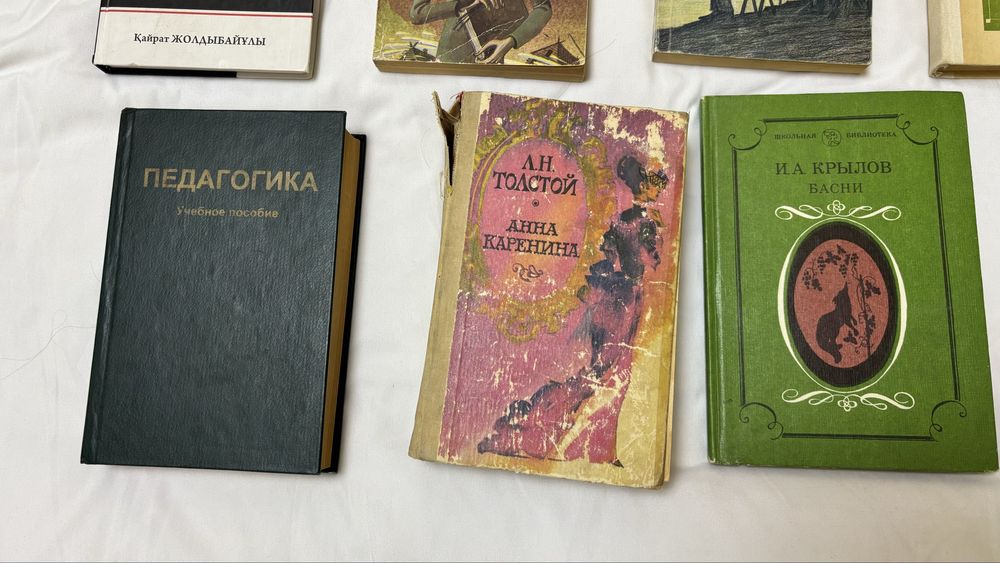 Қайрат ЖОЛДЫБАЙҰЛЫ
ПЕДАГОГИКА
Учебное пособие
Л.Н.
ТОЛСТОЙ
АННА
КАРЕНИНА
ШКОЛЬНАЯ БИБЛИОТЕКА
И.А. КРЫЛОВ
БАСНИ